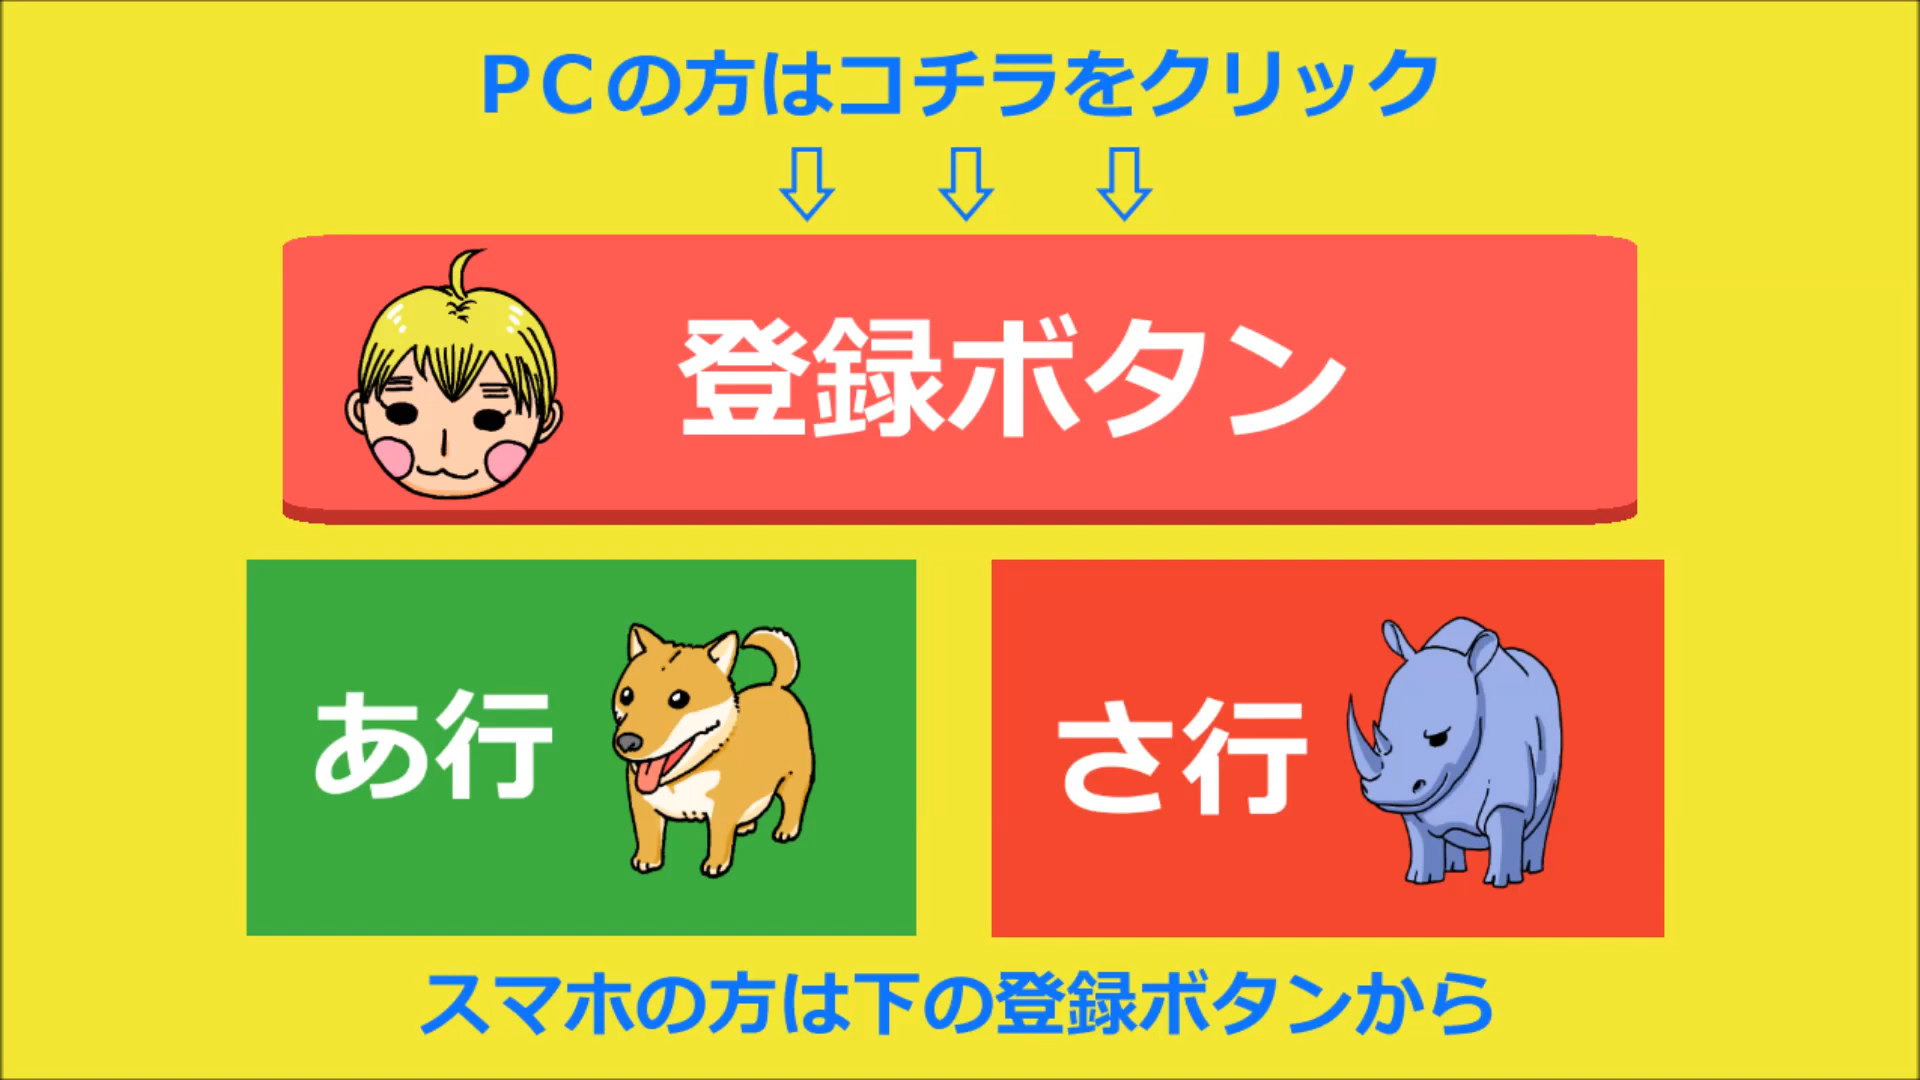 PCの方はコチラをクリック
⇩ ⇩ ⇩
登録ボタン
あ行
さ行
スマホの方は下の登録ボタンから